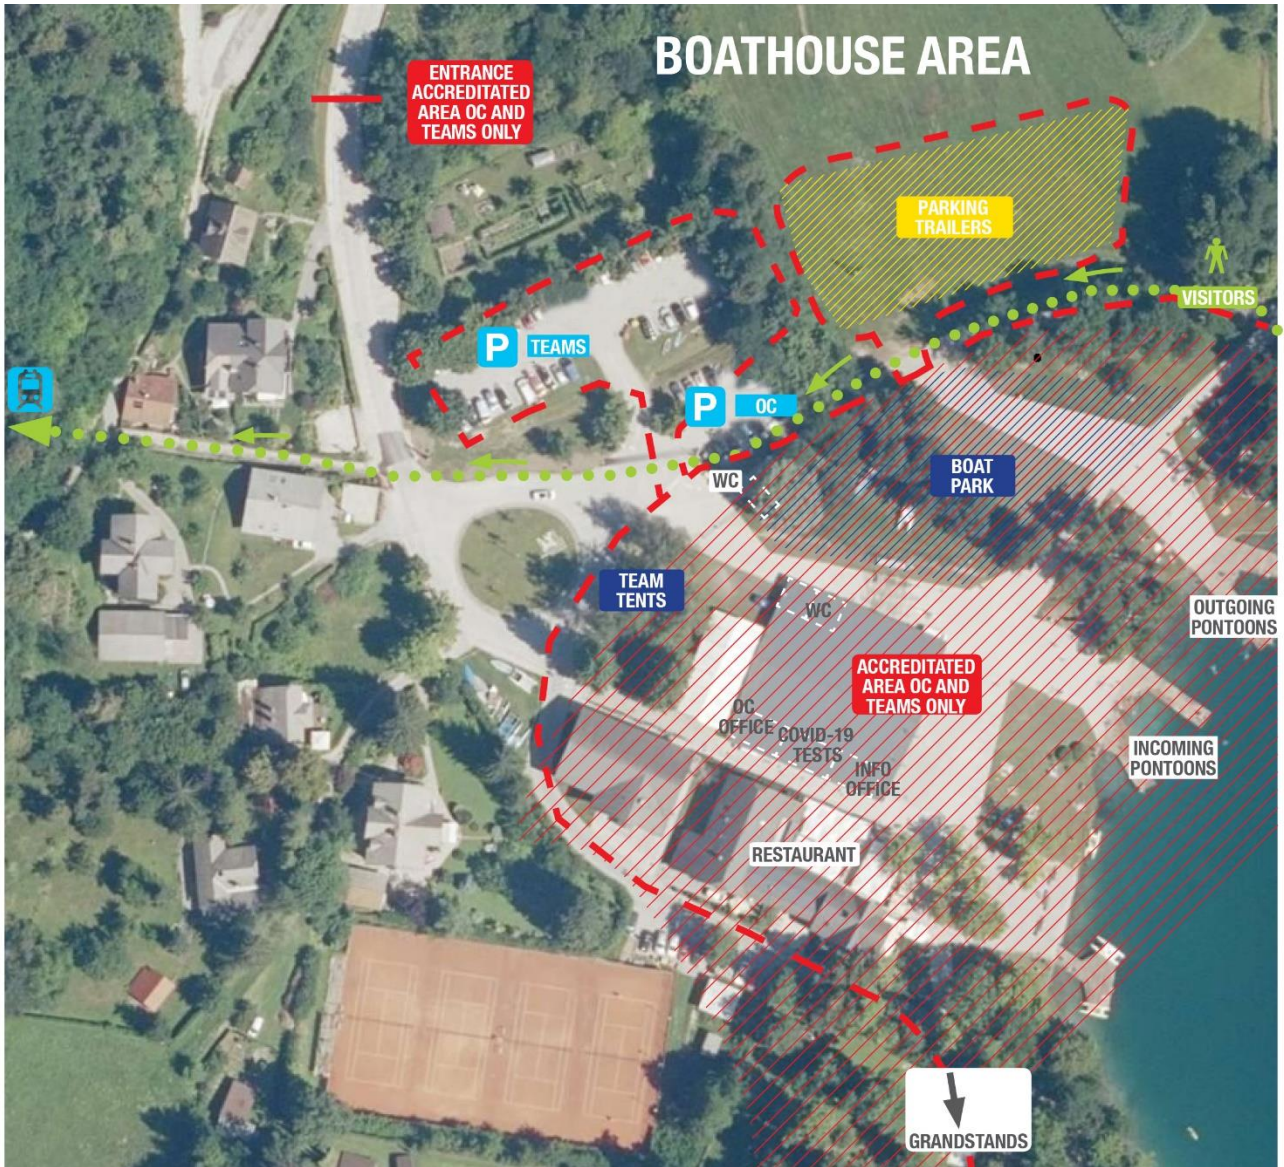 BOATHOUSE AREA
ENTRANCE
ACCREDITATED
AREA OC AND
TEAMS ONLY
PARKING
TRAILERS
VISITORS
P TEAMS
P OC
WC
BOAT
PARK
TEAM
TENTS
WC
OUTGOING
PONTOONS
ACCREDITATED
AREA OC AND
TEAMS ONLY
OC
OFFICE
COVID-19
TESTS
INFO
OFFICE
INCOMING
PONTOONS
RESTAURANT
GRANDSTANDS